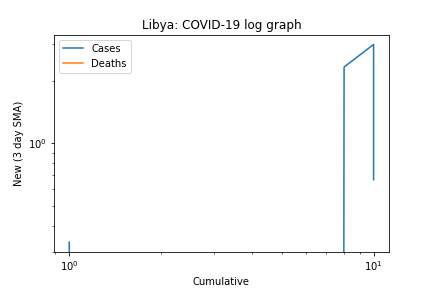 Libya: COVID-19 log graph
Cases
Deaths
New (3 day SMA)
10⁰
10⁰
10¹
Cumulative